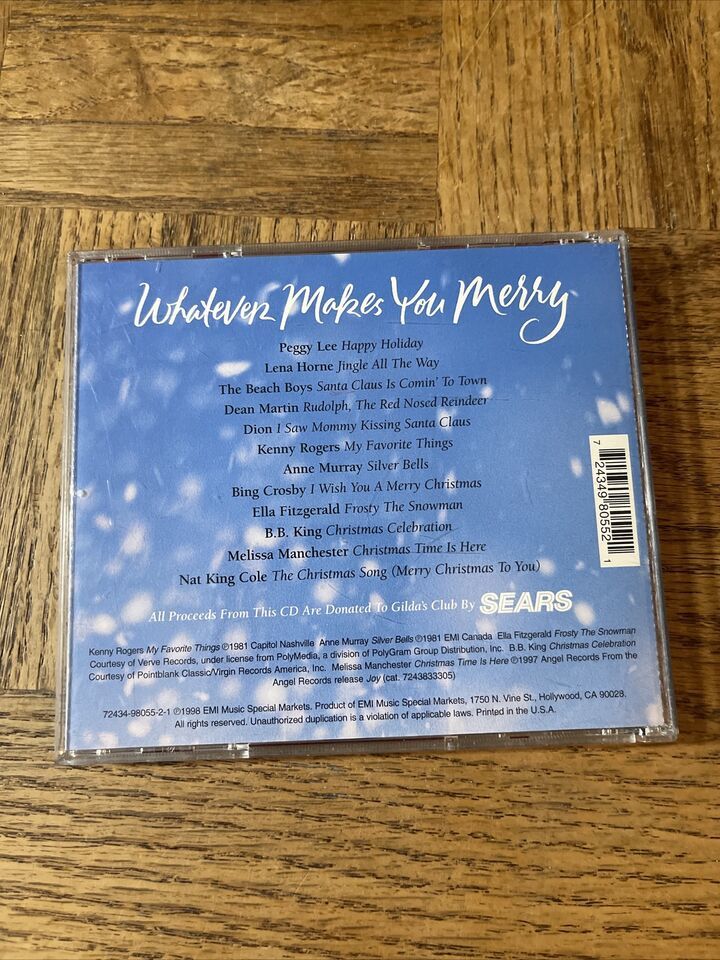 Whatever Makes You Merry
Peggy Lee Happy Holiday
Lena Horne Jingle All The Way
The Beach Boys Santa Claus Is Comin' To Town
Dean Martin Rudolph, The Red Nosed Reindeer
Dion I Saw Mommy Kissing Santa Claus
Kenny Rogers My Favorite Things
Anne Murray Silver Bells
Bing Crosby I Wish You A Merry Christmas
Ella Fitzgerald Frosty The Snowman
B.B. King Christmas Celebration
Melissa Manchester Christmas Time Is Here
Nat King Cole The Christmas Song (Merry Christmas To You)
All Proceeds From This CD Are Donated To Gilda's Club By SEARS
Kenny Rogers My Favorite Things ℗1981 Capitol Nashville Anne Murray Silver Bells ℗1981 EMI Canada Ella Fitzgerald Frosty The Snowman
Courtesy of Verve Records, under license from PolyMedia, a division of PolyGram Group Distribution, Inc. B.B. King Christmas Celebration
Courtesy of Pointblank Classic/Virgin Records America, Inc. Melissa Manchester Christmas Time Is Here ℗1997 Angel Records From the
Angel Records release Joy (cat. 7243833305)
72434-98055-2-1 ℗1998 EMI Music Special Markets. Product of EMI Music Special Markets, 1750 N. Vine St., Hollywood, CA 90028.
All rights reserved. Unauthorized duplication is a violation of applicable laws. Printed in the U.S.A.
7 24349 80552 1